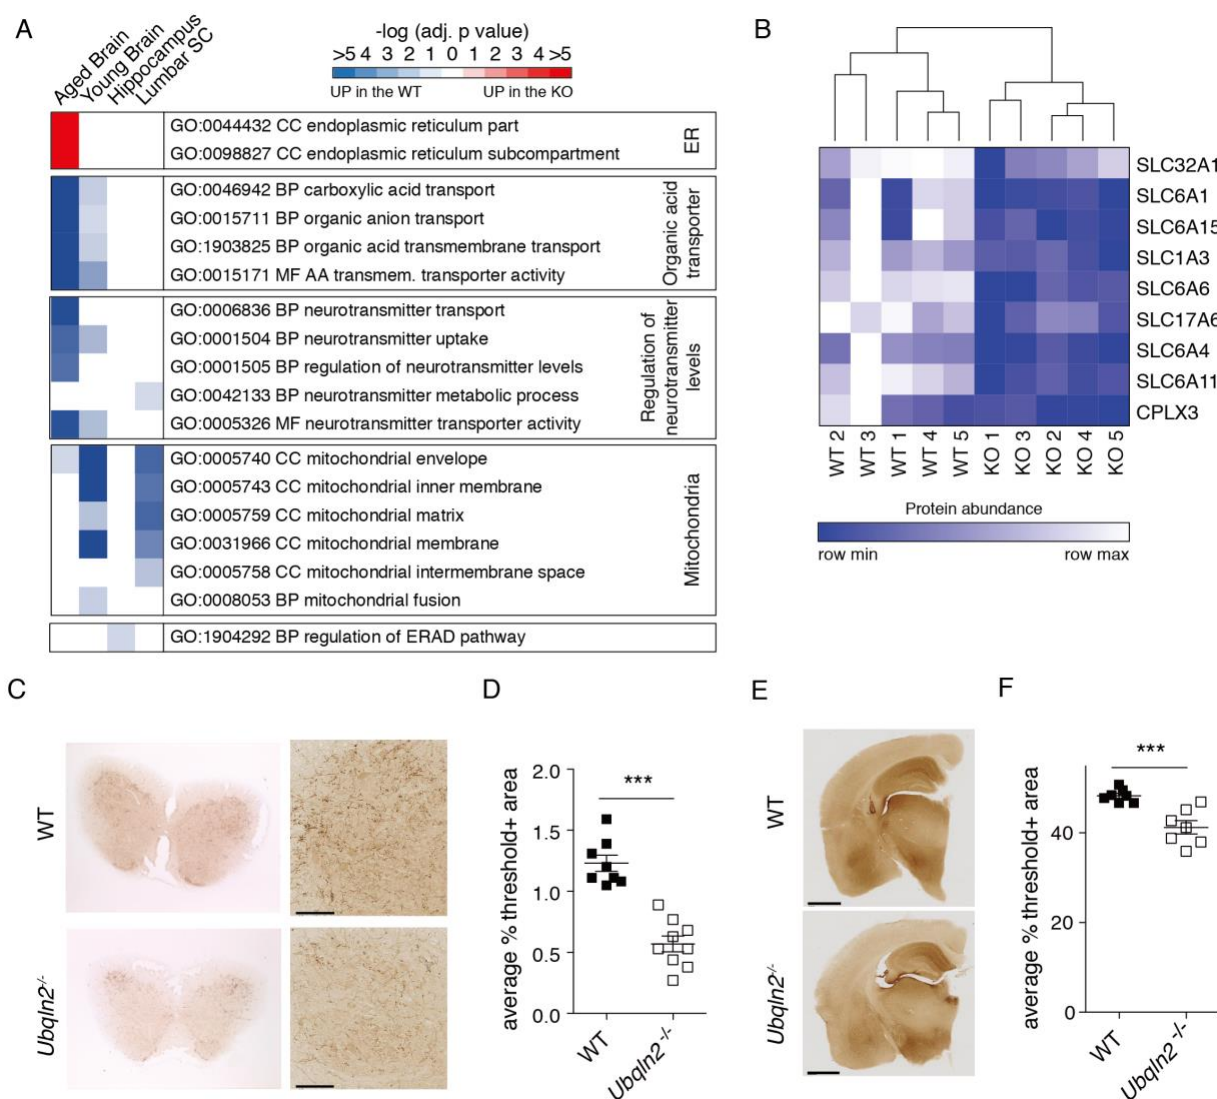 A
Aged Brain
Young Brain
Hippocampus
Lumbar SC
-log (adj. p value)
>5 4 3 2 1 0 1 2 3 4 >5
UP in the WT UP in the KO
GO:0044432 CC endoplasmic reticulum part
GO:0098827 CC endoplasmic reticulum subcompartment
ER
GO:0046942 BP carboxylic acid transport
GO:0015711 BP organic anion transport
GO:1903825 BP organic acid transmembrane transport
GO:0015171 MF AA transmem. transporter activity
Organic acid
transporter
GO:0006836 BP neurotransmitter transport
GO:0001504 BP neurotransmitter uptake
GO:0001505 BP regulation of neurotransmitter levels
GO:0042133 BP neurotransmitter metabolic process
GO:0005326 MF neurotransmitter transporter activity
Regulation of
neurotransmitter
levels
GO:0005740 CC mitochondrial envelope
GO:0005743 CC mitochondrial inner membrane
GO:0005759 CC mitochondrial matrix
GO:0031966 CC mitochondrial membrane
GO:0005758 CC mitochondrial intermembrane space
GO:0008053 BP mitochondrial fusion
Mitochondria
GO:1904292 BP regulation of ERAD pathway
B
SLC32A1
SLC6A1
SLC6A15
SLC1A3
SLC6A6
SLC17A6
SLC6A4
SLC6A11
CPLX3
WT 2
WT 3
WT 1
WT 4
WT 5
KO 1
KO 3
KO 2
KO 4
KO 5
Protein abundance
row min row max
C
WT
Ubqln2-/-
D
average % threshold+ area
2.0
1.5
1.0
0.5
0.0
***
WT
Ubqln2-/-
E
WT
Ubqln2-/-
F
average % threshold+ area
40
20
0
***
WT
Ubqln2-/-